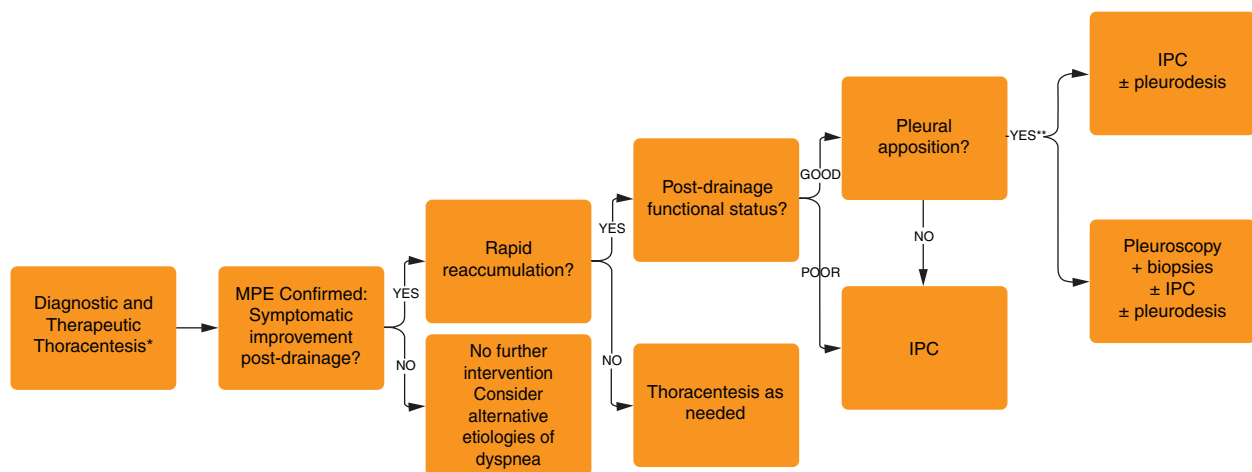 Diagnostic and
Therapeutic
Thoracentesis*
MPE Confirmed:
Symptomatic
improvement
post-drainage?
YES
NO
Rapid
reaccumulation?
No further
intervention
Consider
alternative
etiologies of
dyspnea
YES
NO
Post-drainage
functional status?
Thoracentesis as
needed
GOOD
POOR
Pleural
apposition?
NO
IPC
-YES**
IPC
± pleurodesis
Pleuroscopy
+ biopsies
± IPC
± pleurodesis